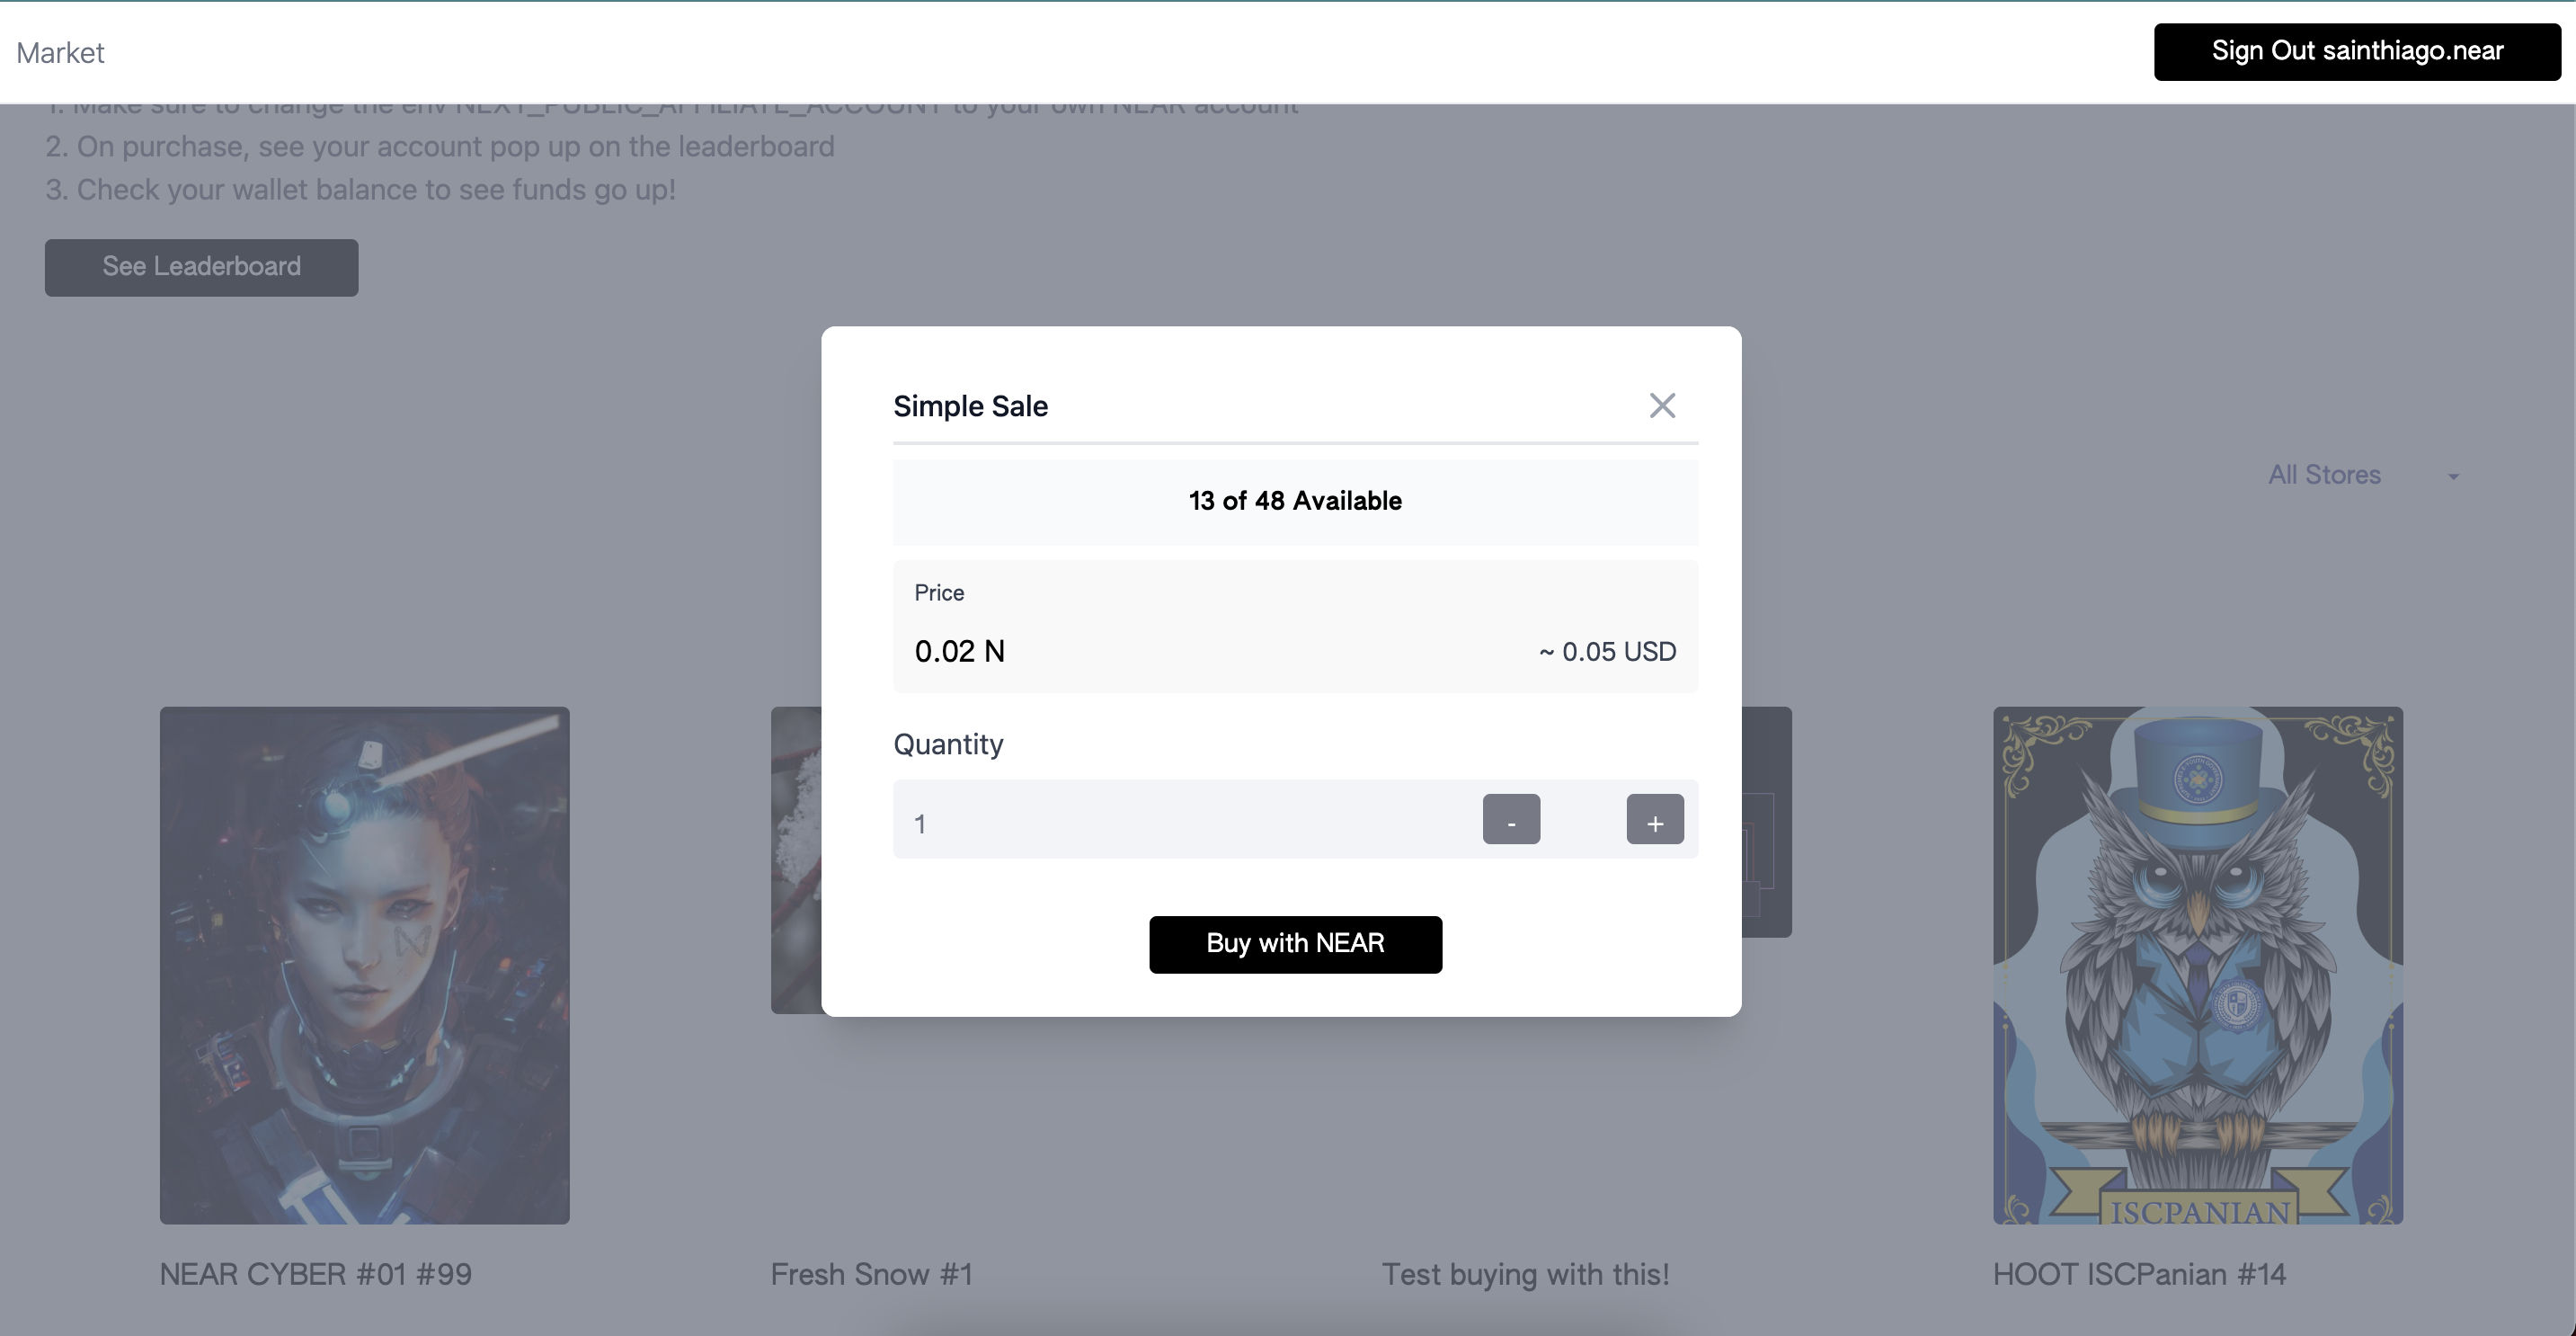 Market
Sign Out sainthiago.near
1. Make sure to change the env NEXT_PUBLIC_AFFILIATE_ACCOUNT to your own NEAR account
2. On purchase, see your account pop up on the leaderboard
3. Check your wallet balance to see funds go up!
See Leaderboard
All Stores
Simple Sale
13 of 48 Available
Price
0.02 N
~ 0.05 USD
Quantity
1
-
+
Buy with NEAR
ISCPANIAN
NEAR CYBER #01 #99
Fresh Snow #1
Test buying with this!
HOOT ISCPanian #14